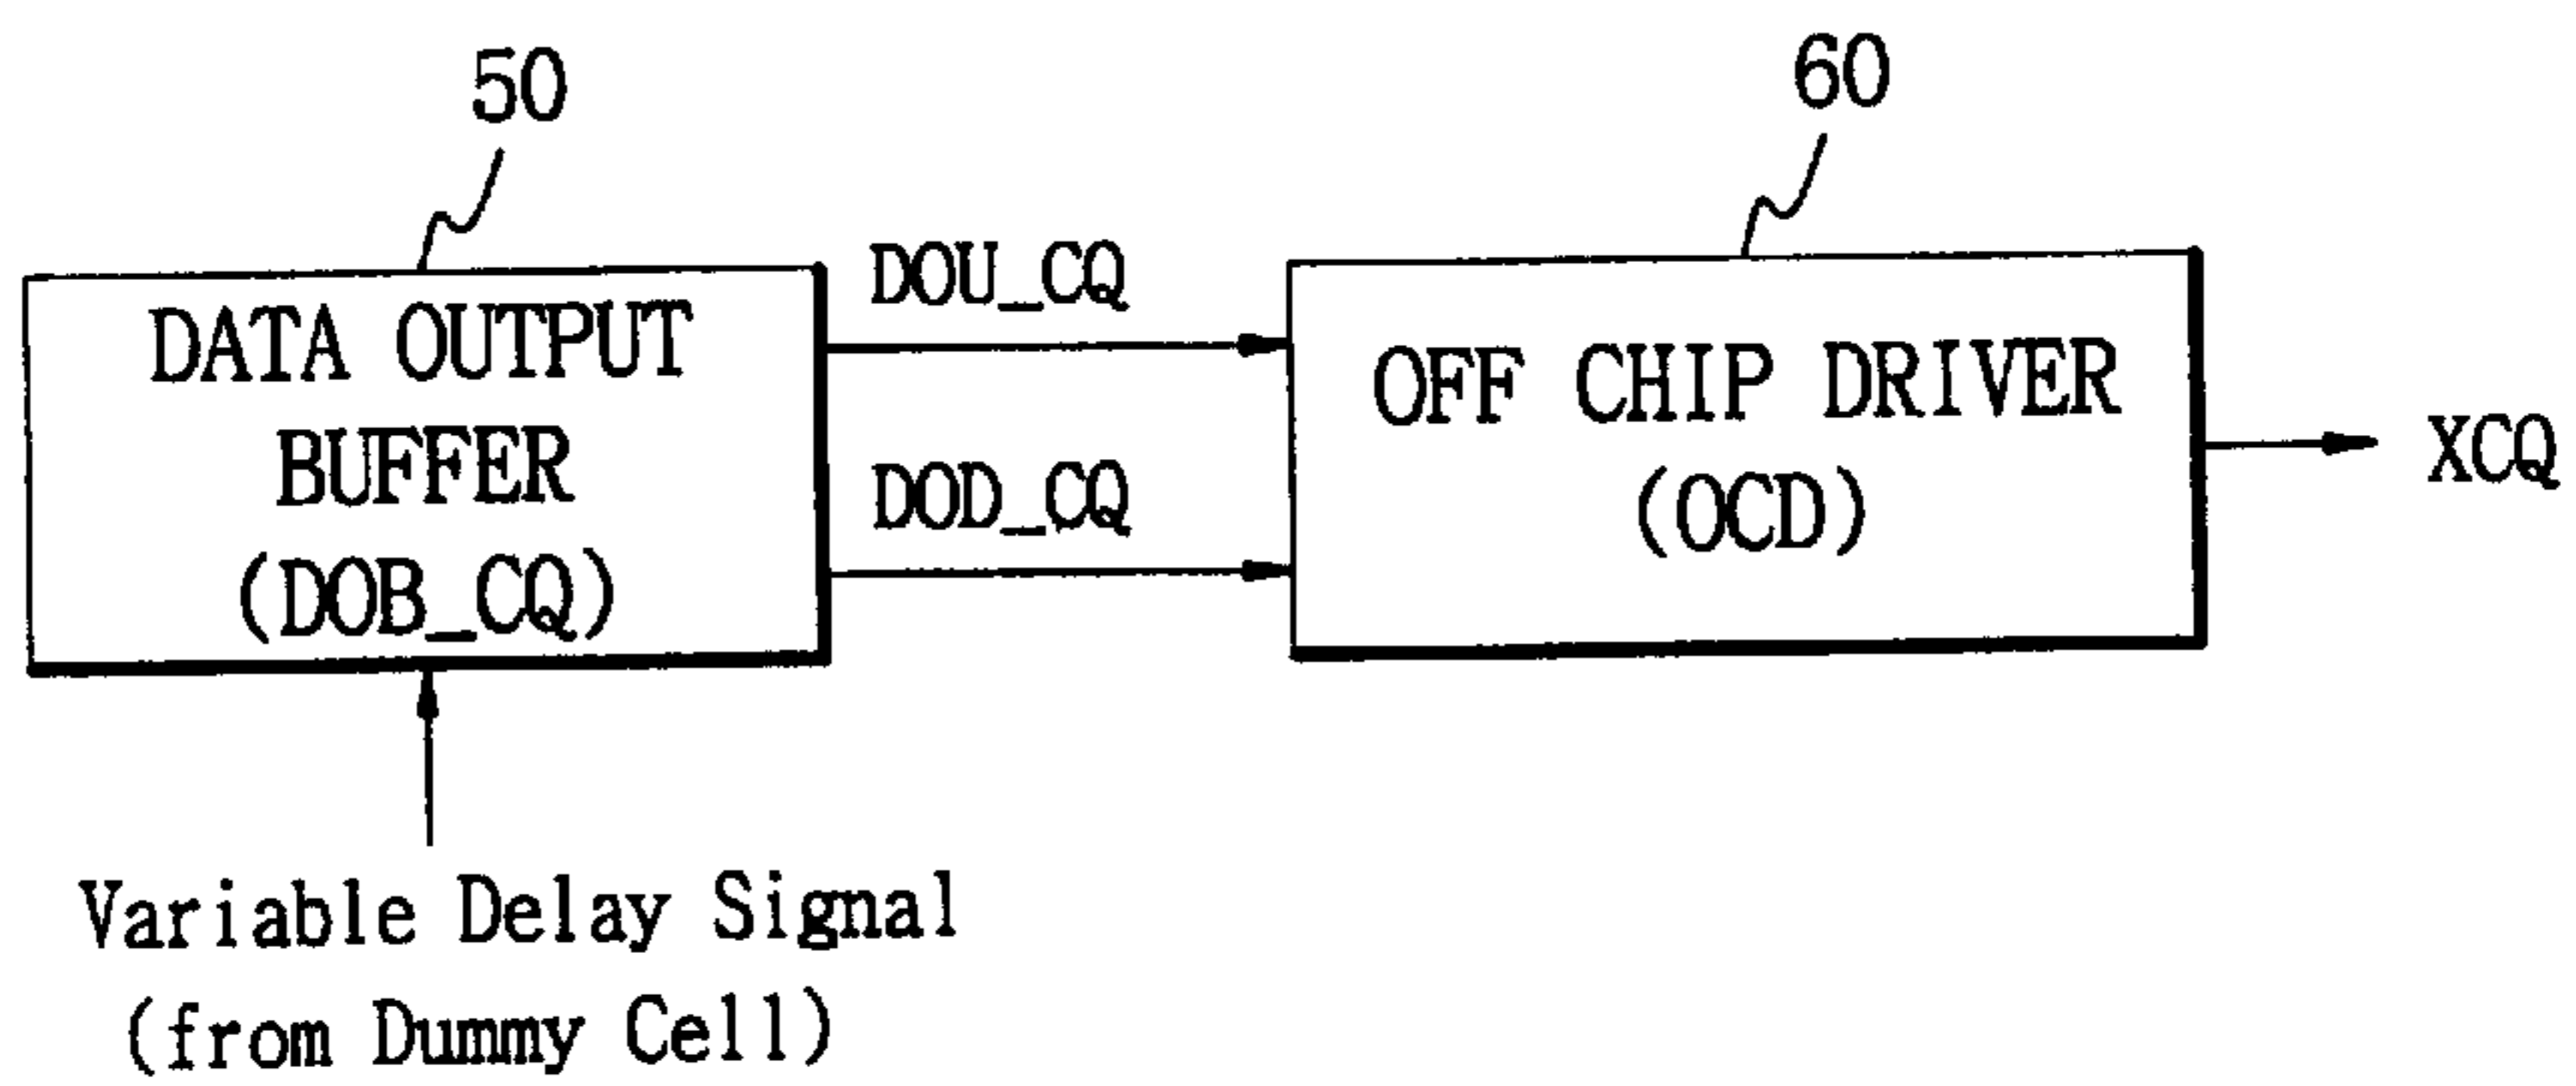 50
60
DATA OUTPUT
BUFFER
(DOB_CQ)
DOU_CQ
DOD_CQ
OFF CHIP DRIVER
(OCD)
XCQ
Variable Delay Signal
(from Dummy Cell)